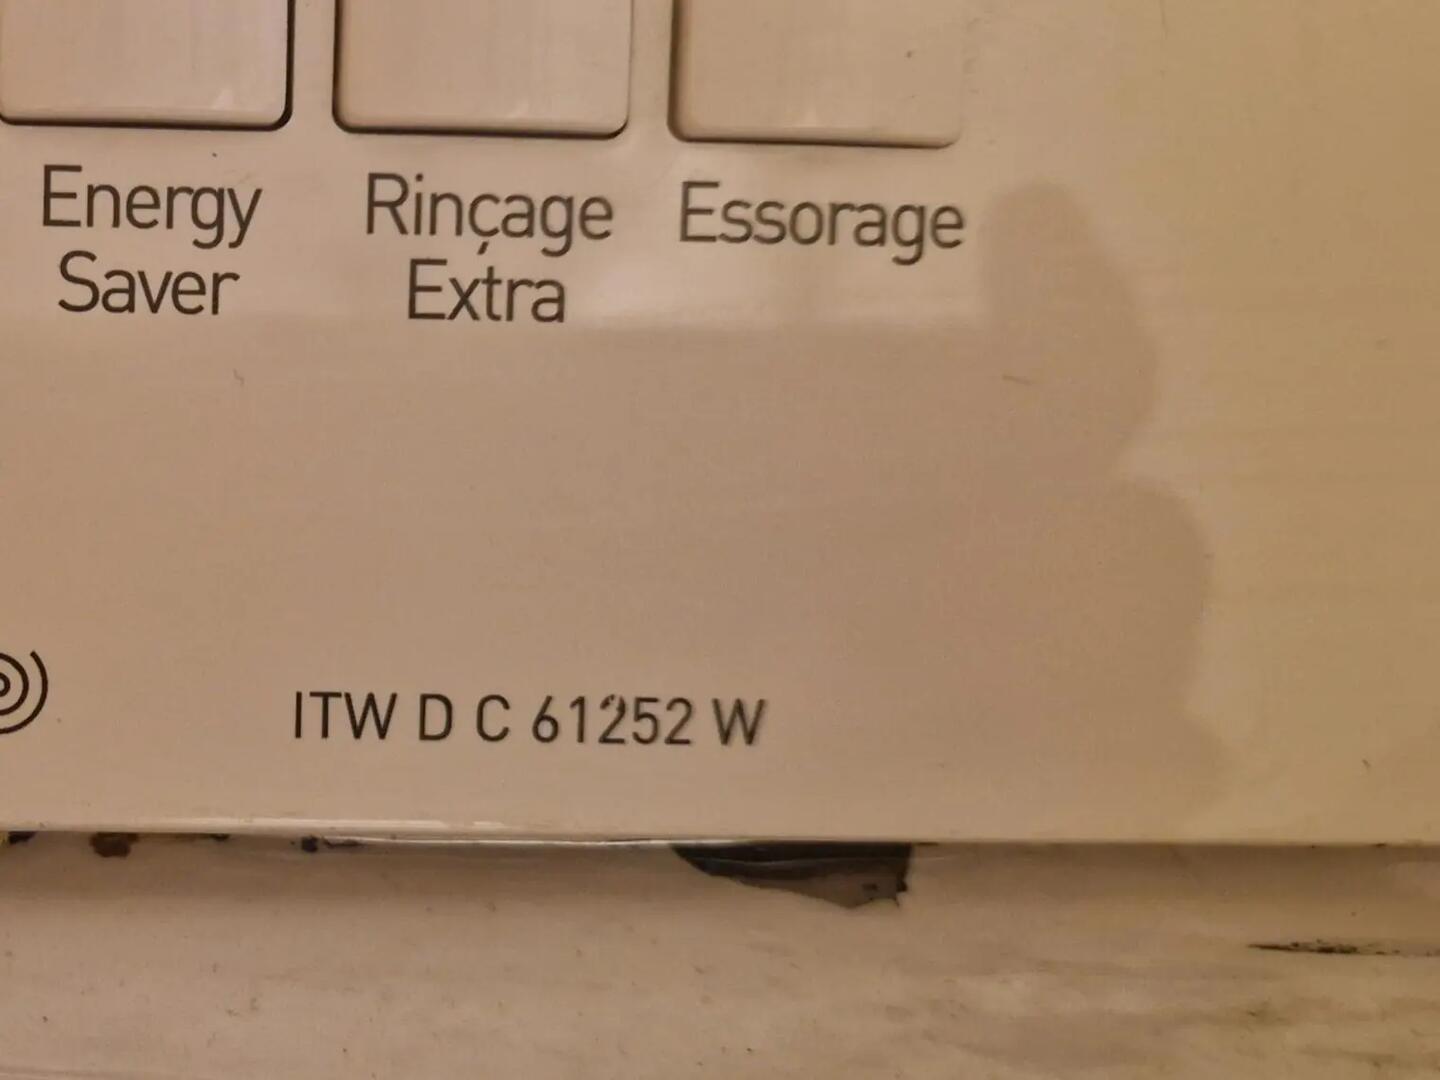 Energy
Saver
Rinçage
Extra
Essorage
ITW D C 61252 W